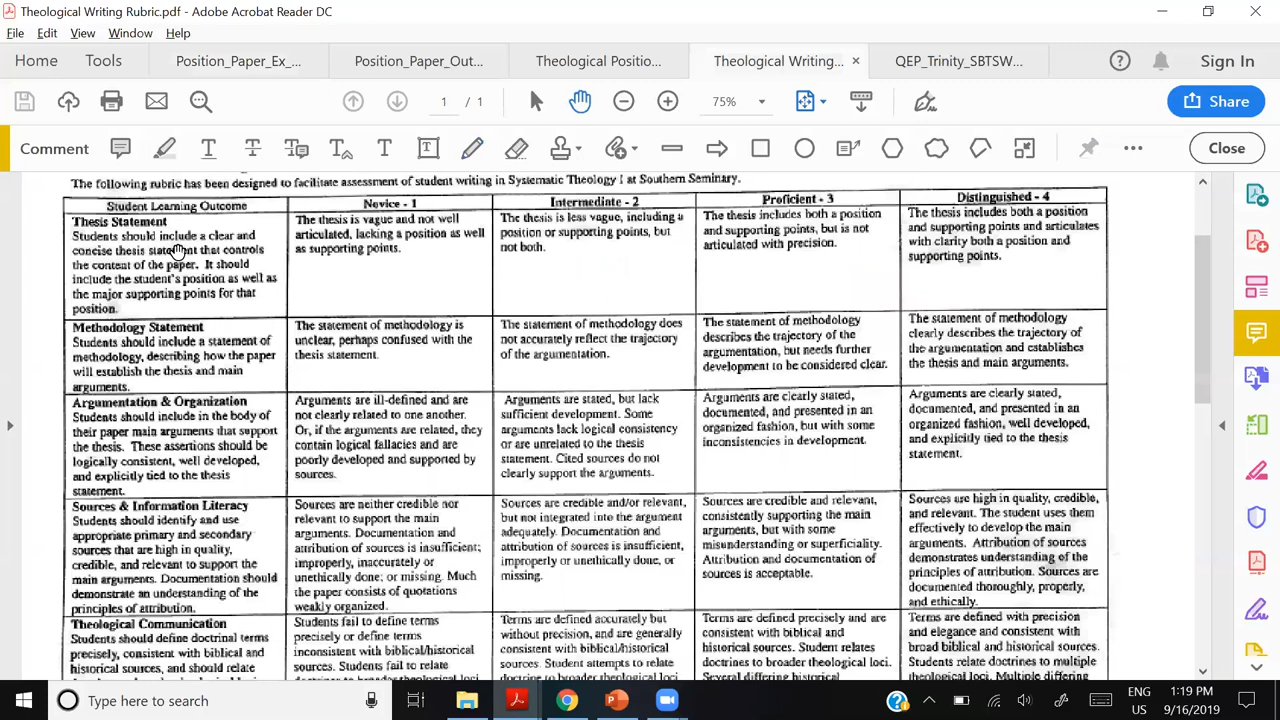 Theological Writing Rubric.pdf - Adobe Acrobat Reader DC
File Edit View Window Help
Home Tools Position_Paper_Ex_... Position_Paper_Out... Theological Positio... Theological Writing... × QEP_Trinity_SBTSW... Sign In
1 / 1 75% Share
Comment Close
The following rubric has been designed to facilitate assessment of student writing in Systematic Theology I at Southern Seminary.
Student Learning Outcome Novice - 1 Intermediate - 2 Proficient - 3 Distinguished - 4
Thesis Statement
Students should include a clear and
concise thesis statement that controls
the content of the paper. It should
include the student's position as well as
the major supporting points for that
position.
The thesis is vague and not well
articulated, lacking a position as well
as supporting points.
The thesis is less vague, including a
position or supporting points, but
not both.
The thesis includes both a position
and supporting points, but is not
articulated with precision.
The thesis includes both a position
and supporting points and articulates
with clarity both a position and
supporting points.
Methodology Statement
Students should include a statement of
methodology, describing how the paper
will establish the thesis and main
arguments.
The statement of methodology is
unclear, perhaps confused with the
thesis statement.
The statement of methodology does
not accurately reflect the trajectory
of the argumentation.
The statement of methodology
describes the trajectory of the
argumentation, but needs further
development to be considered clear.
The statement of methodology
clearly describes the trajectory of
the argumentation and establishes
the thesis and main arguments.
Argumentation & Organization
Students should include in the body of
their paper main arguments that support
the thesis. These assertions should be
logically consistent, well developed,
and explicitly tied to the thesis
statement.
Arguments are ill-defined and are
not clearly related to one another.
Or, if the arguments are related, they
contain logical fallacies and are
poorly developed and supported by
sources.
Arguments are stated, but lack
sufficient development. Some
arguments lack logical consistency
or are unrelated to the thesis
statement. Cited sources do not
clearly support the arguments.
Arguments are clearly stated,
documented, and presented in an
organized fashion, but with some
inconsistencies in development.
Arguments are clearly stated,
documented, and presented in an
organized fashion, well developed,
and explicitly tied to the thesis
statement.
Sources & Information Literacy
Students should identify and use
appropriate primary and secondary
sources that are high in quality,
credible, and relevant to support the
main arguments. Documentation should
demonstrate an understanding of the
principles of attribution.
Sources are neither credible nor
relevant to support the main
arguments. Documentation and
attribution of sources is insufficient;
improperly, inaccurately or
unethically done; or missing. Much
the paper consists of quotations
weakly organized.
Sources are credible and/or relevant,
but not integrated into the argument
adequately. Documentation and
attribution of sources is insufficient,
improperly or unethically done, or
missing.
Sources are credible and relevant,
consistently supporting the main
arguments, but with some
misunderstanding or superficiality.
Attribution and documentation of
sources is acceptable.
Sources are high in quality, credible,
and relevant. The student uses them
effectively to develop the main
arguments. Attribution of sources
demonstrates understanding of the
principles of attribution. Sources are
documented thoroughly, properly,
and ethically.
Theological Communication
Students should define doctrinal terms
precisely, consistent with biblical and
historical sources, and should relate
Students fail to define terms
precisely or define terms
inconsistent with biblical/historical
sources. Students fail to relate
doctrines to broader theological loci.
Terms are defined accurately but
without precision, and are generally
consistent with biblical/historical
sources. Student attempts to relate
doctrine to broader theological loci.
Terms are defined precisely and are
consistent with biblical and
historical sources. Student relates
doctrines to broader theological loci.
Several differing historical
Terms are defined with precision
and elegance and consistent with
broad biblical and historical sources.
Students relate doctrines to multiple
theological loci. Multiple differing
Type here to search
ENG
US
1:19 PM
9/16/2019